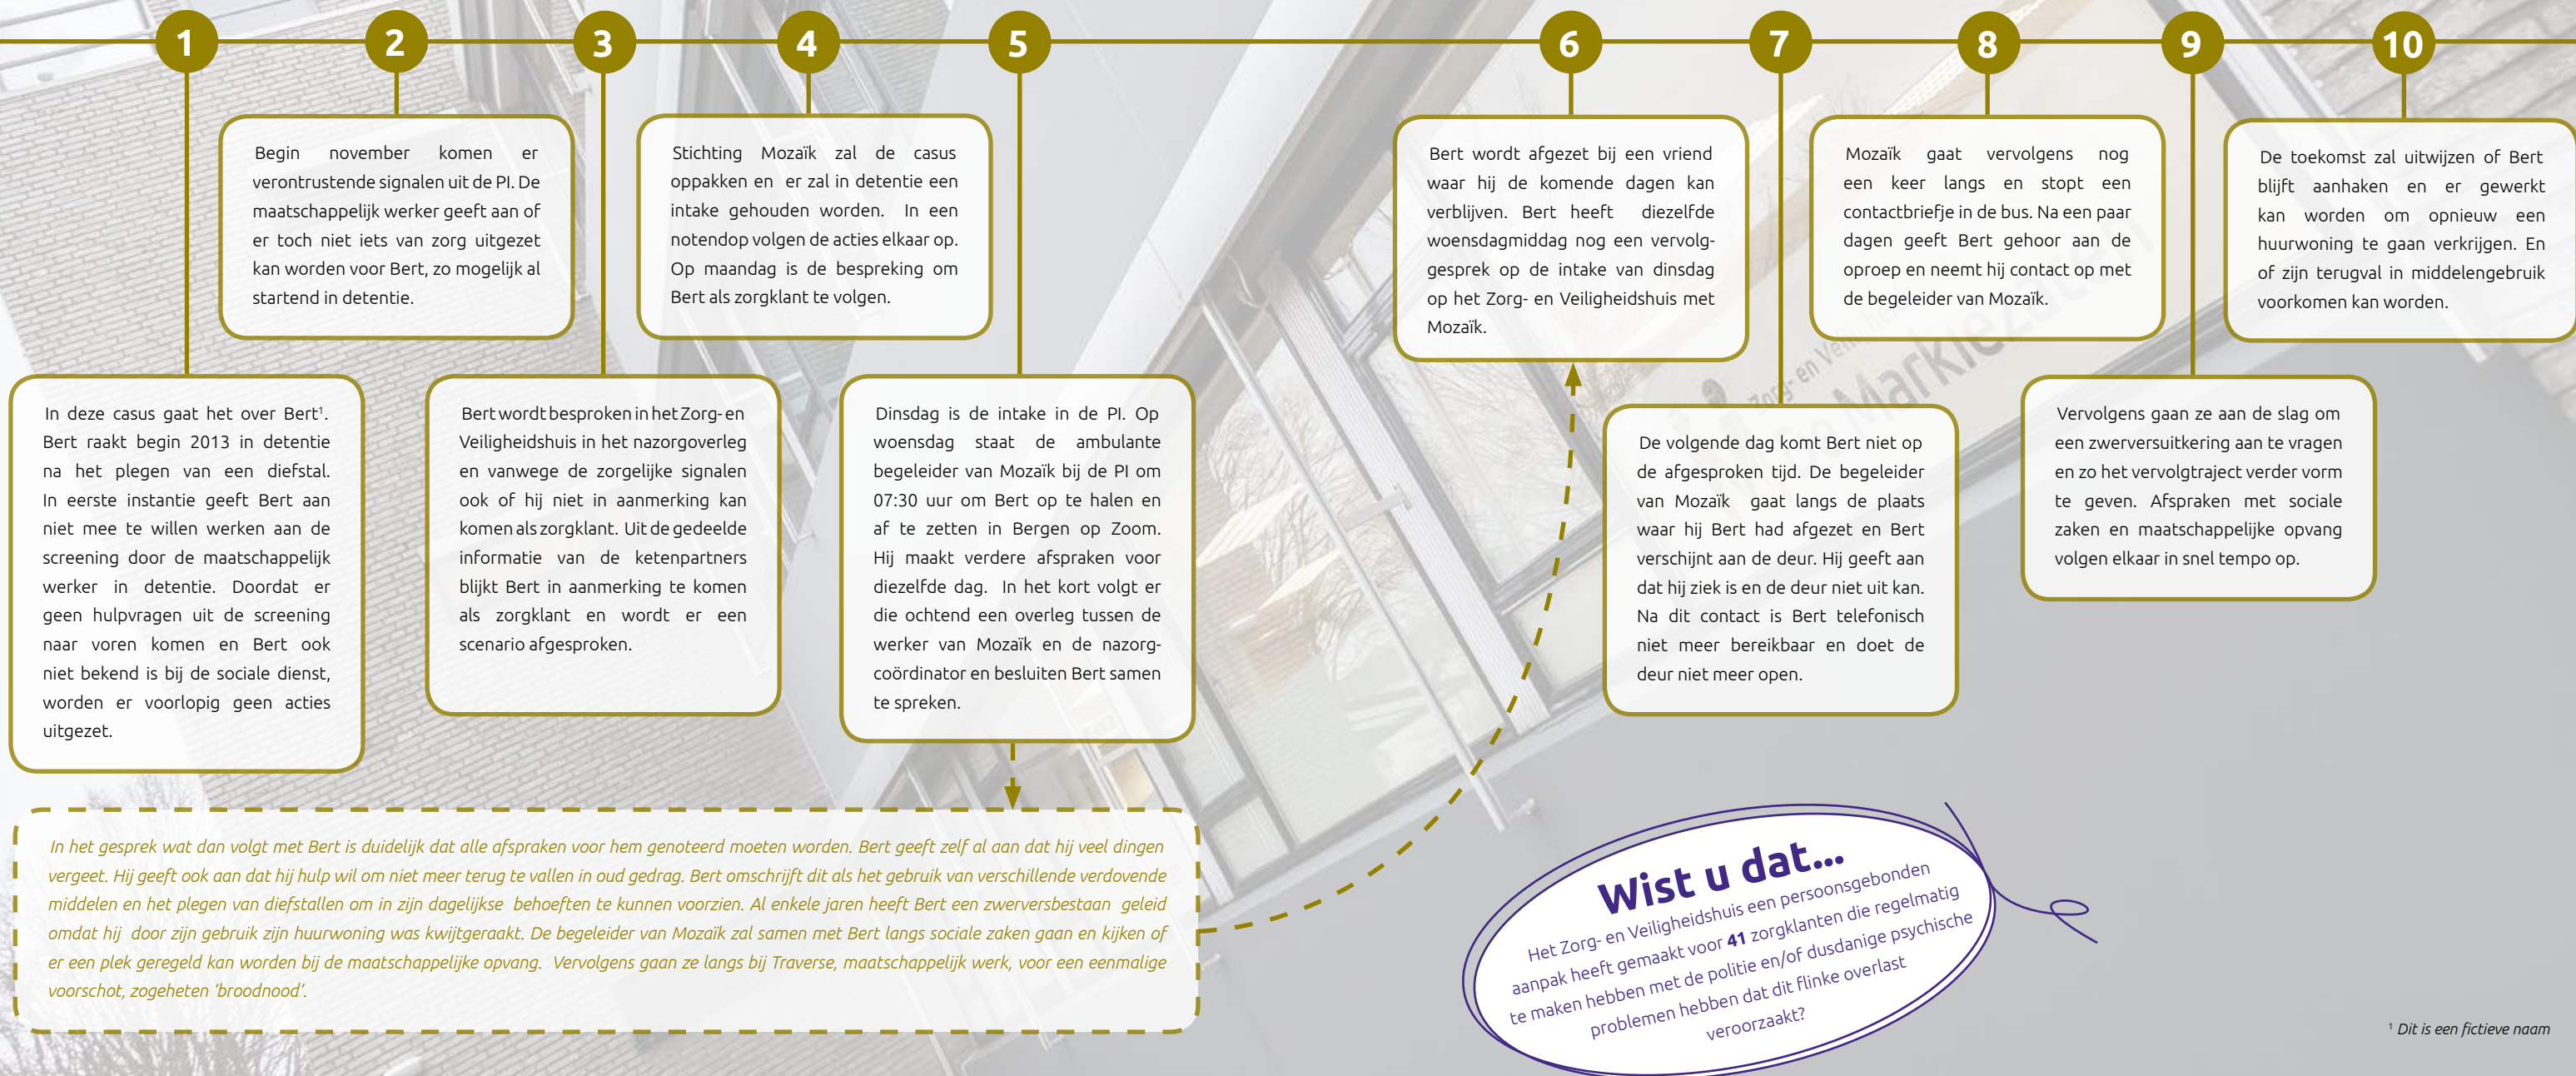 1
In deze casus gaat het over Bert¹.
Bert raakt begin 2013 in detentie
na het plegen van een diefstal.
In eerste instantie geeft Bert aan
niet mee te willen werken aan de
screening door de maatschappelijk
werker in detentie. Doordat er
geen hulpvragen uit de screening
naar voren komen en Bert ook
niet bekend is bij de sociale dienst,
worden er voorlopig geen acties
uitgezet.
2
Begin november komen er
verontrustende signalen uit de PI. De
maatschappelijk werker geeft aan of
er toch niet iets van zorg uitgezet
kan worden voor Bert, zo mogelijk al
startend in detentie.
3
Bert wordt besproken in het Zorg- en
Veiligheidshuis in het nazorgoverleg
en vanwege de zorgelijke signalen
ook of hij niet in aanmerking kan
komen als zorgklant. Uit de gedeelde
informatie van de ketenpartners
blijkt Bert in aanmerking te komen
als zorgklant en wordt er een
scenario afgesproken.
4
Stichting Mozaïk zal de casus
oppakken en er zal in detentie een
intake gehouden worden. In een
notendop volgen de acties elkaar op.
Op maandag is de bespreking om
Bert als zorgklant te volgen.
5
Dinsdag is de intake in de PI. Op
woensdag staat de ambulante
begeleider van Mozaïk bij de PI om
07:30 uur om Bert op te halen en
af te zetten in Bergen op Zoom.
Hij maakt verdere afspraken voor
diezelfde dag. In het kort volgt er
die ochtend een overleg tussen de
werker van Mozaïk en de nazorg-
coördinator en besluiten Bert samen
te spreken.
In het gesprek wat dan volgt met Bert is duidelijk dat alle afspraken voor hem genoteerd moeten worden. Bert geeft zelf al aan dat hij veel dingen
vergeet. Hij geeft ook aan dat hij hulp wil om niet meer terug te vallen in oud gedrag. Bert omschrijft dit als het gebruik van verschillende verdovende
middelen en het plegen van diefstallen om in zijn dagelijkse behoeften te kunnen voorzien. Al enkele jaren heeft Bert een zwerversbestaan geleid
omdat hij door zijn gebruik zijn huurwoning was kwijtgeraakt. De begeleider van Mozaïk zal samen met Bert langs sociale zaken gaan en kijken of
er een plek geregeld kan worden bij de maatschappelijke opvang. Vervolgens gaan ze langs bij Traverse, maatschappelijk werk, voor een eenmalige
voorschot, zogeheten ‘broodnood’.
6
Bert wordt afgezet bij een vriend
waar hij de komende dagen kan
verblijven. Bert heeft diezelfde
woensdagmiddag nog een vervolg-
gesprek op de intake van dinsdag
op het Zorg- en Veiligheidshuis met
Mozaïk.
7
De volgende dag komt Bert niet op
de afgesproken tijd. De begeleider
van Mozaïk gaat langs de plaats
waar hij Bert had afgezet en Bert
verschijnt aan de deur. Hij geeft aan
dat hij ziek is en de deur niet uit kan.
Na dit contact is Bert telefonisch
niet meer bereikbaar en doet de
deur niet meer open.
8
Mozaïk gaat vervolgens nog
een keer langs en stopt een
contactbriefje in de bus. Na een paar
dagen geeft Bert gehoor aan de
oproep en neemt hij contact op met
de begeleider van Mozaïk.
9
Vervolgens gaan ze aan de slag om
een zwerversuitkering aan te vragen
en zo het vervolgtraject verder vorm
te geven. Afspraken met sociale
zaken en maatschappelijke opvang
volgen elkaar in snel tempo op.
10
De toekomst zal uitwijzen of Bert
blijft aanhaken en er gewerkt
kan worden om opnieuw een
huurwoning te gaan verkrijgen. En
of zijn terugval in middelengebruik
voorkomen kan worden.
Zorg- en
Wist u dat...
Het Zorg- en Veiligheidshuis een persoonsgebonden
aanpak heeft gemaakt voor 41 zorgklanten die regelmatig
te maken hebben met de politie en/of dusdanige psychische
problemen hebben dat dit flinke overlast
veroorzaakt?
¹ Dit is een fictieve naam